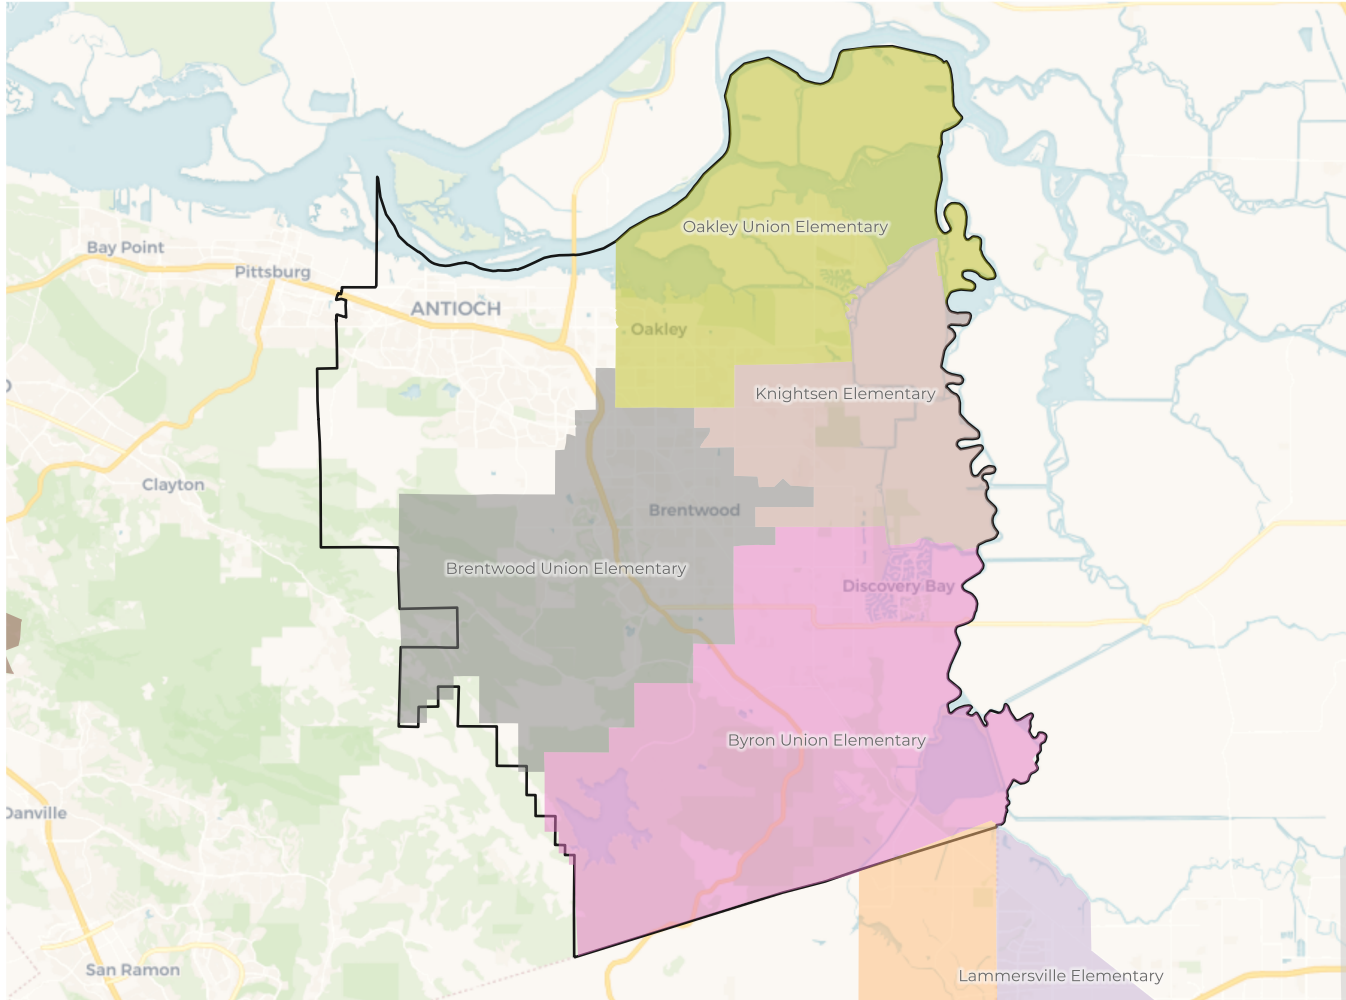 Oakley Union Elementary
Bay Point
Pittsburg
ANTIOCH
Oakley
Knightsen Elementary
Clayton
Brentwood
Brentwood Union Elementary
Discovery Bay
Byron Union Elementary
Danville
San Ramon
Lammersville Elementary